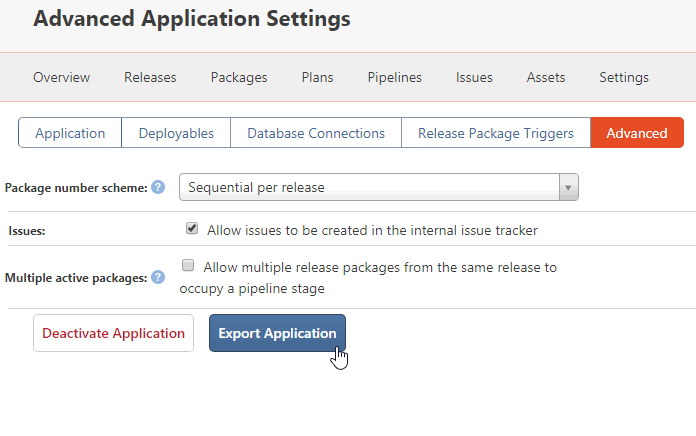 Advanced Application Settings
Overview Releases Packages Plans Pipelines Issues Assets Settings
Application Deployables Database Connections Release Package Triggers Advanced
Package number scheme: ? Sequential per release
Issues: Allow issues to be created in the internal issue tracker
Multiple active packages: ? Allow multiple release packages from the same release to
occupy a pipeline stage
Deactivate Application Export Application